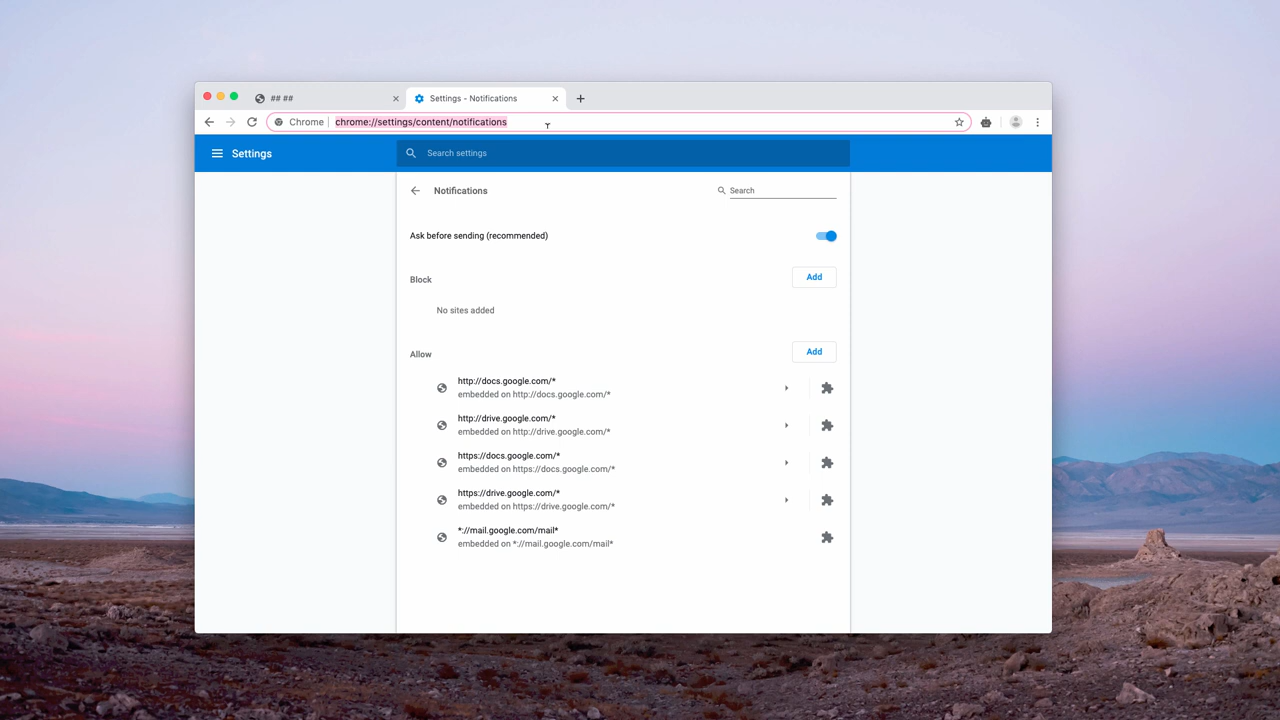 ## ##
Settings - Notifications
Chrome
chrome://settings/content/notifications
Settings
Search settings
Notifications
Search
Ask before sending (recommended)
Block
Add
No sites added
Allow
Add
http://docs.google.com/*
embedded on http://docs.google.com/*
http://drive.google.com/*
embedded on http://drive.google.com/*
https://docs.google.com/*
embedded on https://docs.google.com/*
https://drive.google.com/*
embedded on https://drive.google.com/*
*://mail.google.com/mail*
embedded on *://mail.google.com/mail*